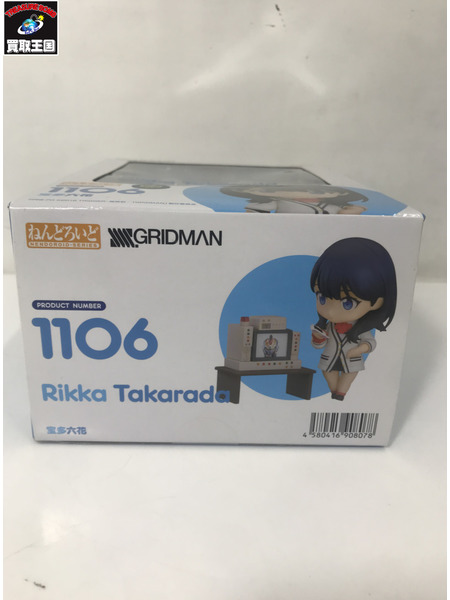 買取王国
ねんどろいど
NENDOROID-SERIES
SSSS.GRIDMAN
PRODUCT NUMBER
1106
Rikka Takarada
宝多六花
4 580416 908078